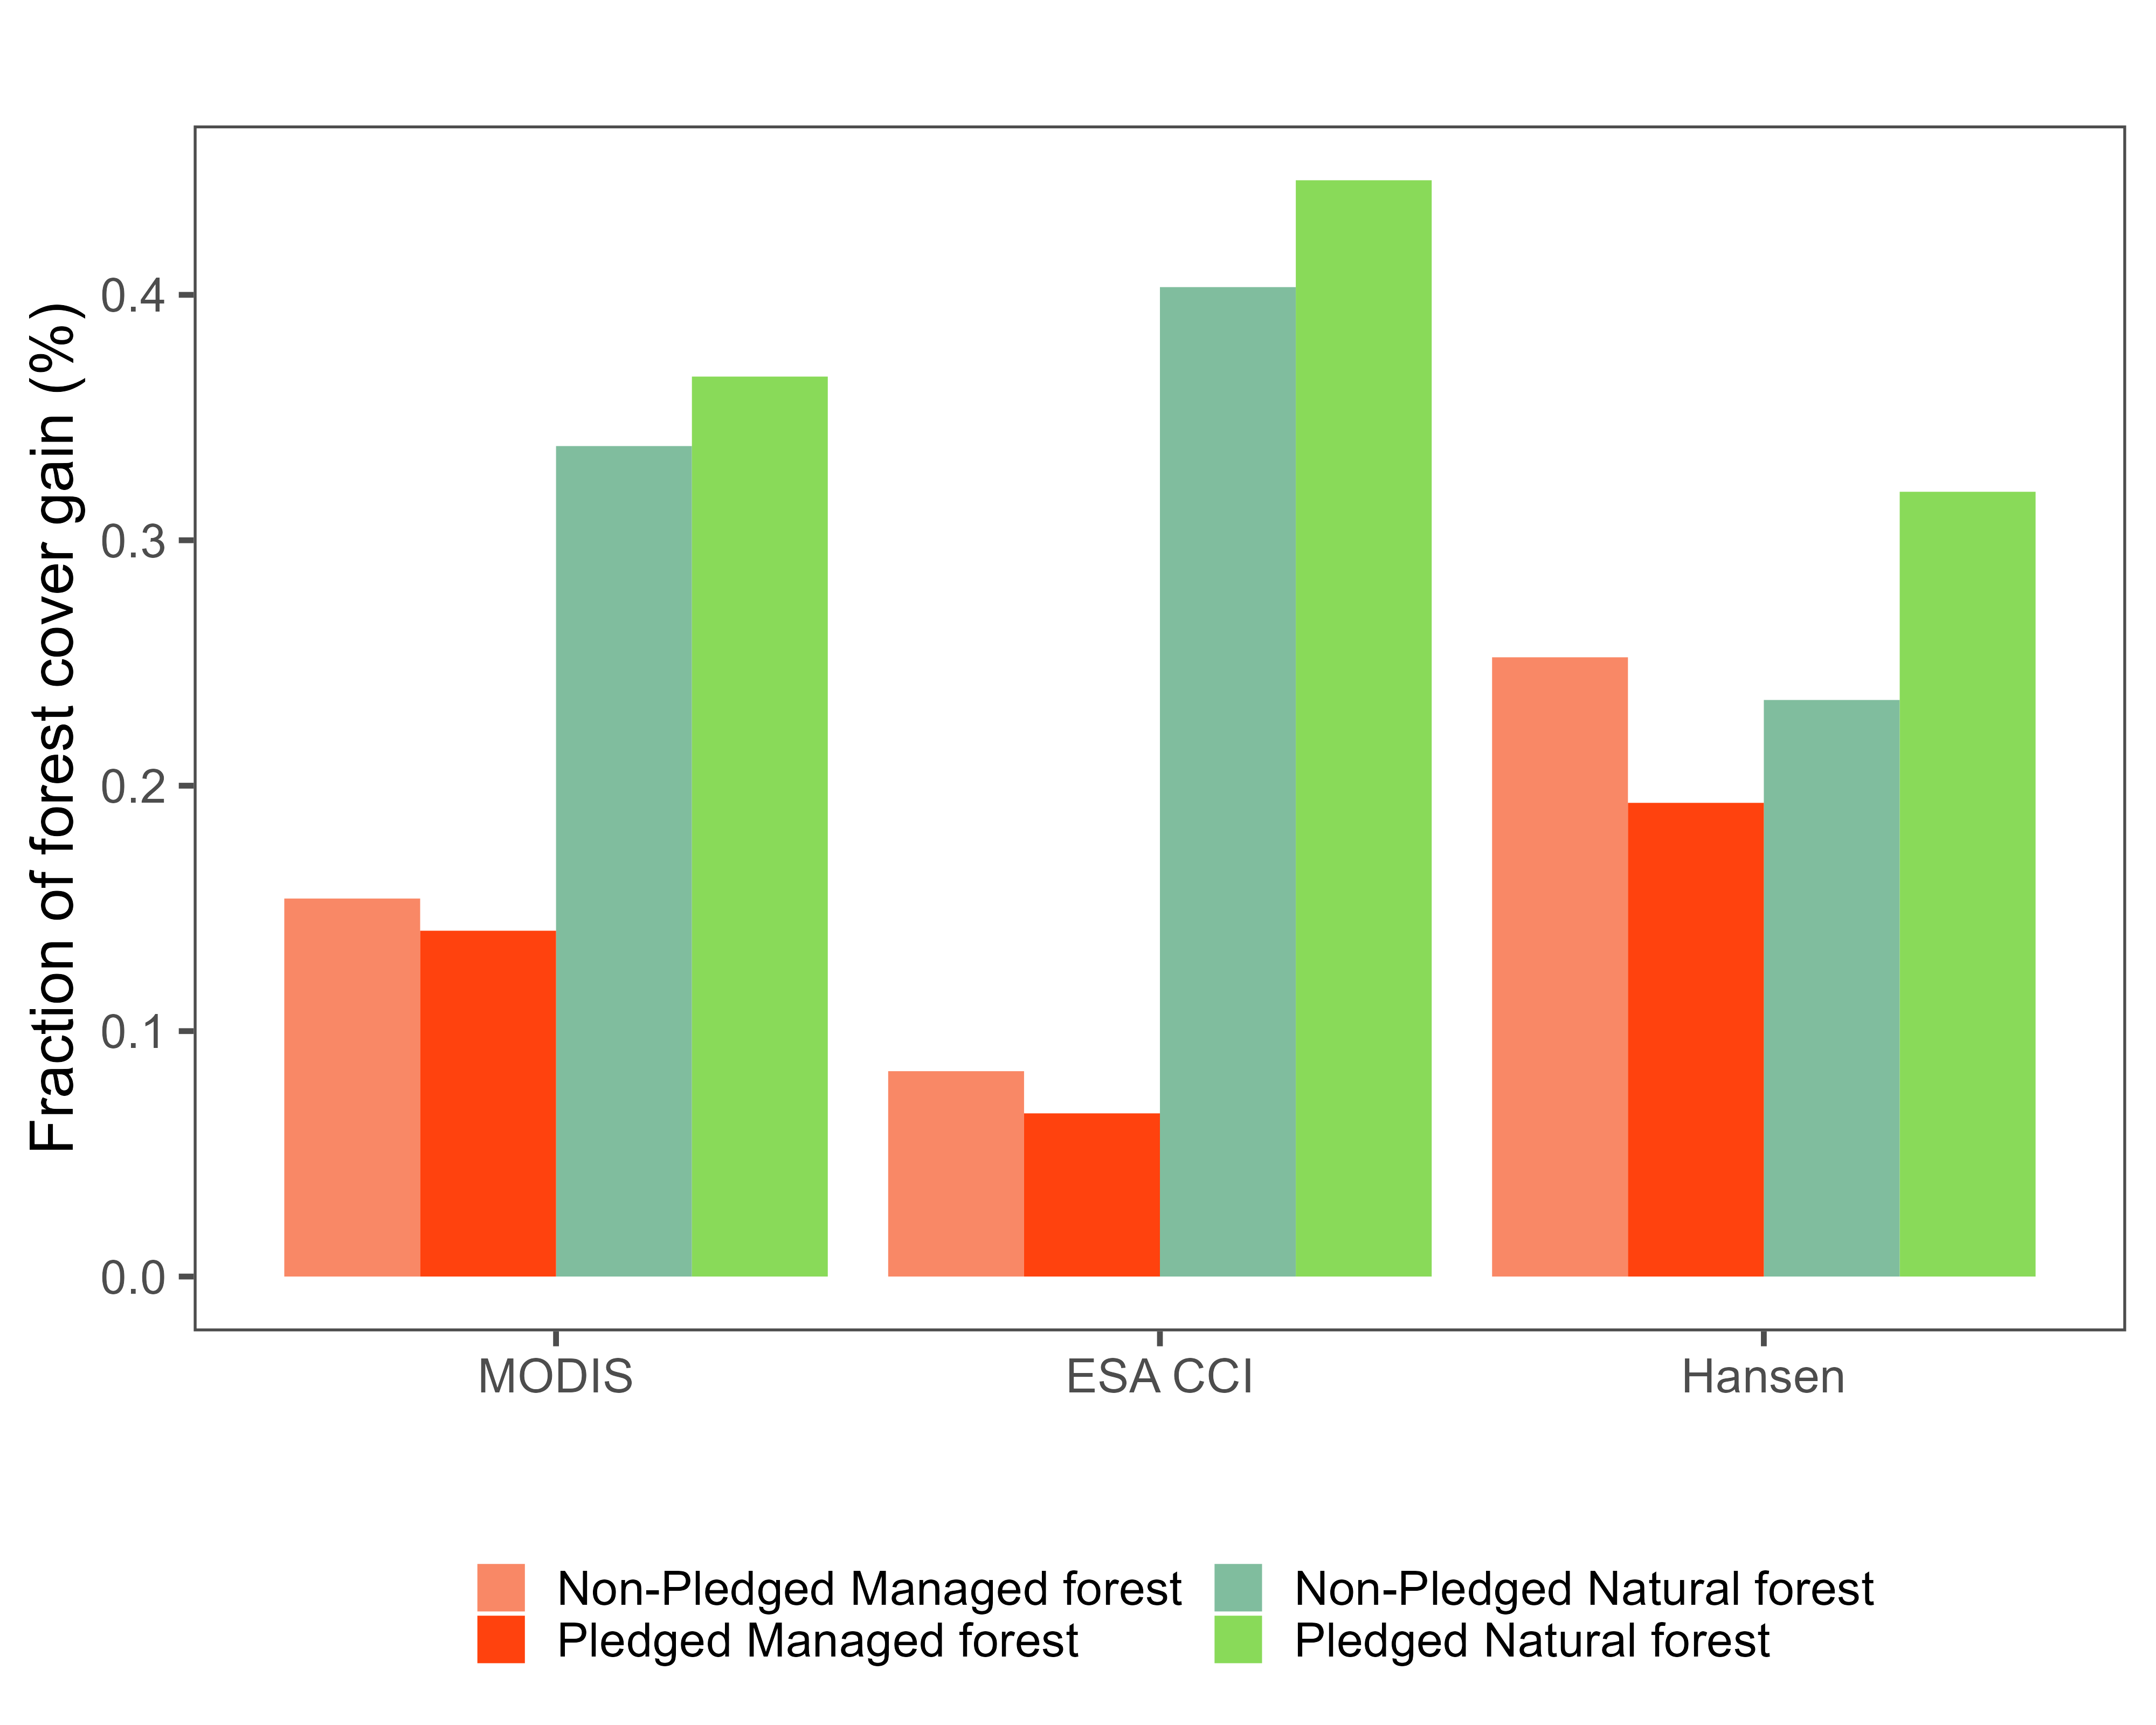 Fraction of forest cover gain (%)
0.4
0.3
0.2
0.1
0.0
MODIS
ESA CCI
Hansen
Non-Pledged Managed forest
Non-Pledged Natural forest
Pledged Managed forest
Pledged Natural forest